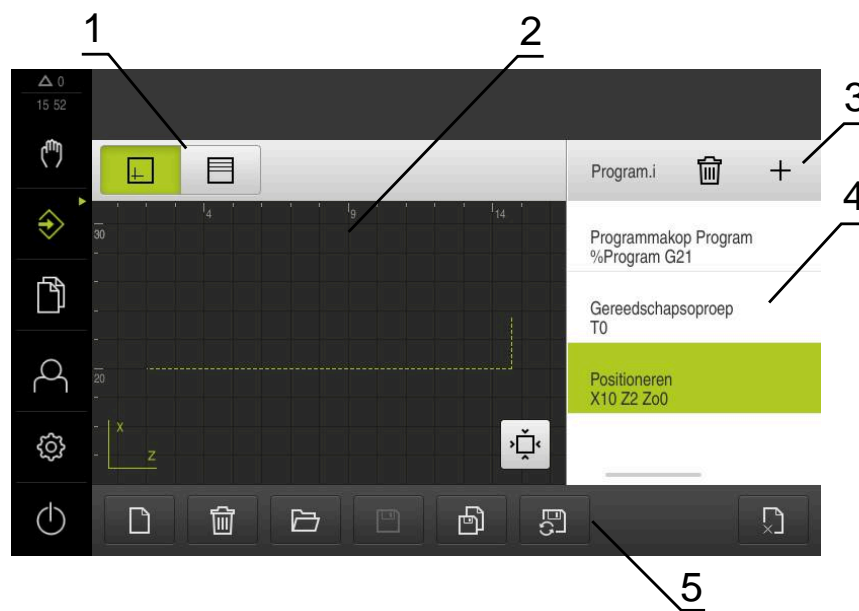 1
2
3
4
5
0
15 52
Program.i
4
9
14
30
20
X
Z
Programmakop Program
%Program G21
Gereedschapsoproep
T0
Positioneren
X10 Z2 Zo0